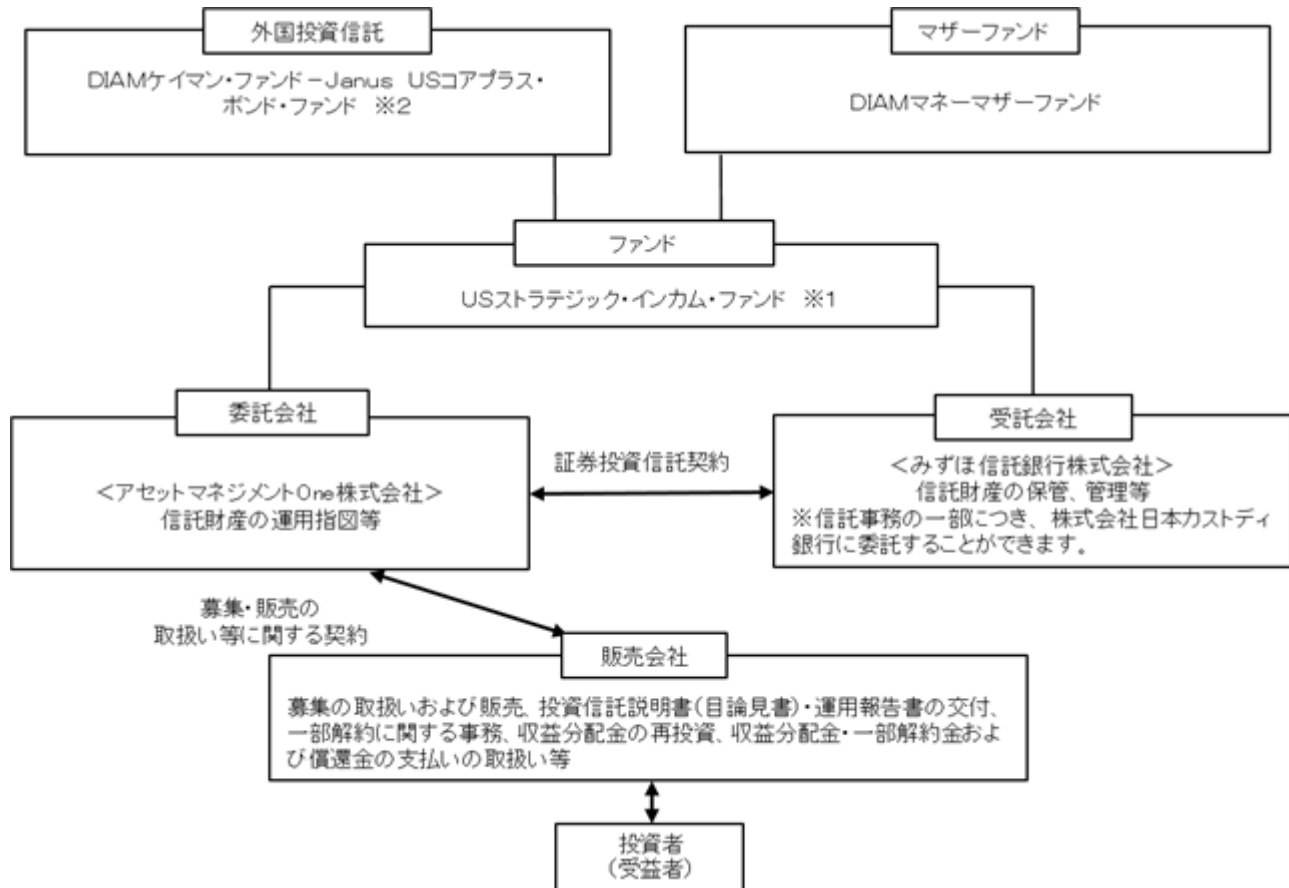 外国投資信託
DIAMケイマン・ファンド－Janus USコアプラス・
ボンド・ファンド ※2
マザーファンド
DIAMマネーマザーファンド
ファンド
USストラテジック・インカム・ファンド ※1
委託会社
＜アセットマネジメントOne株式会社＞
信託財産の運用指図等
証券投資信託契約
受託会社
＜みずほ信託銀行株式会社＞
信託財産の保管、管理等
※信託事務の一部につき、株式会社日本カストディ
銀行に委託することができます。
募集・販売の
取扱い等に関する契約
販売会社
募集の取扱いおよび販売、投資信託説明書(目論見書)・運用報告書の交付、
一部解約に関する事務、収益分配金の再投資、収益分配金・一部解約金およ
び償還金の支払いの取扱い等
投資者
(受益者)